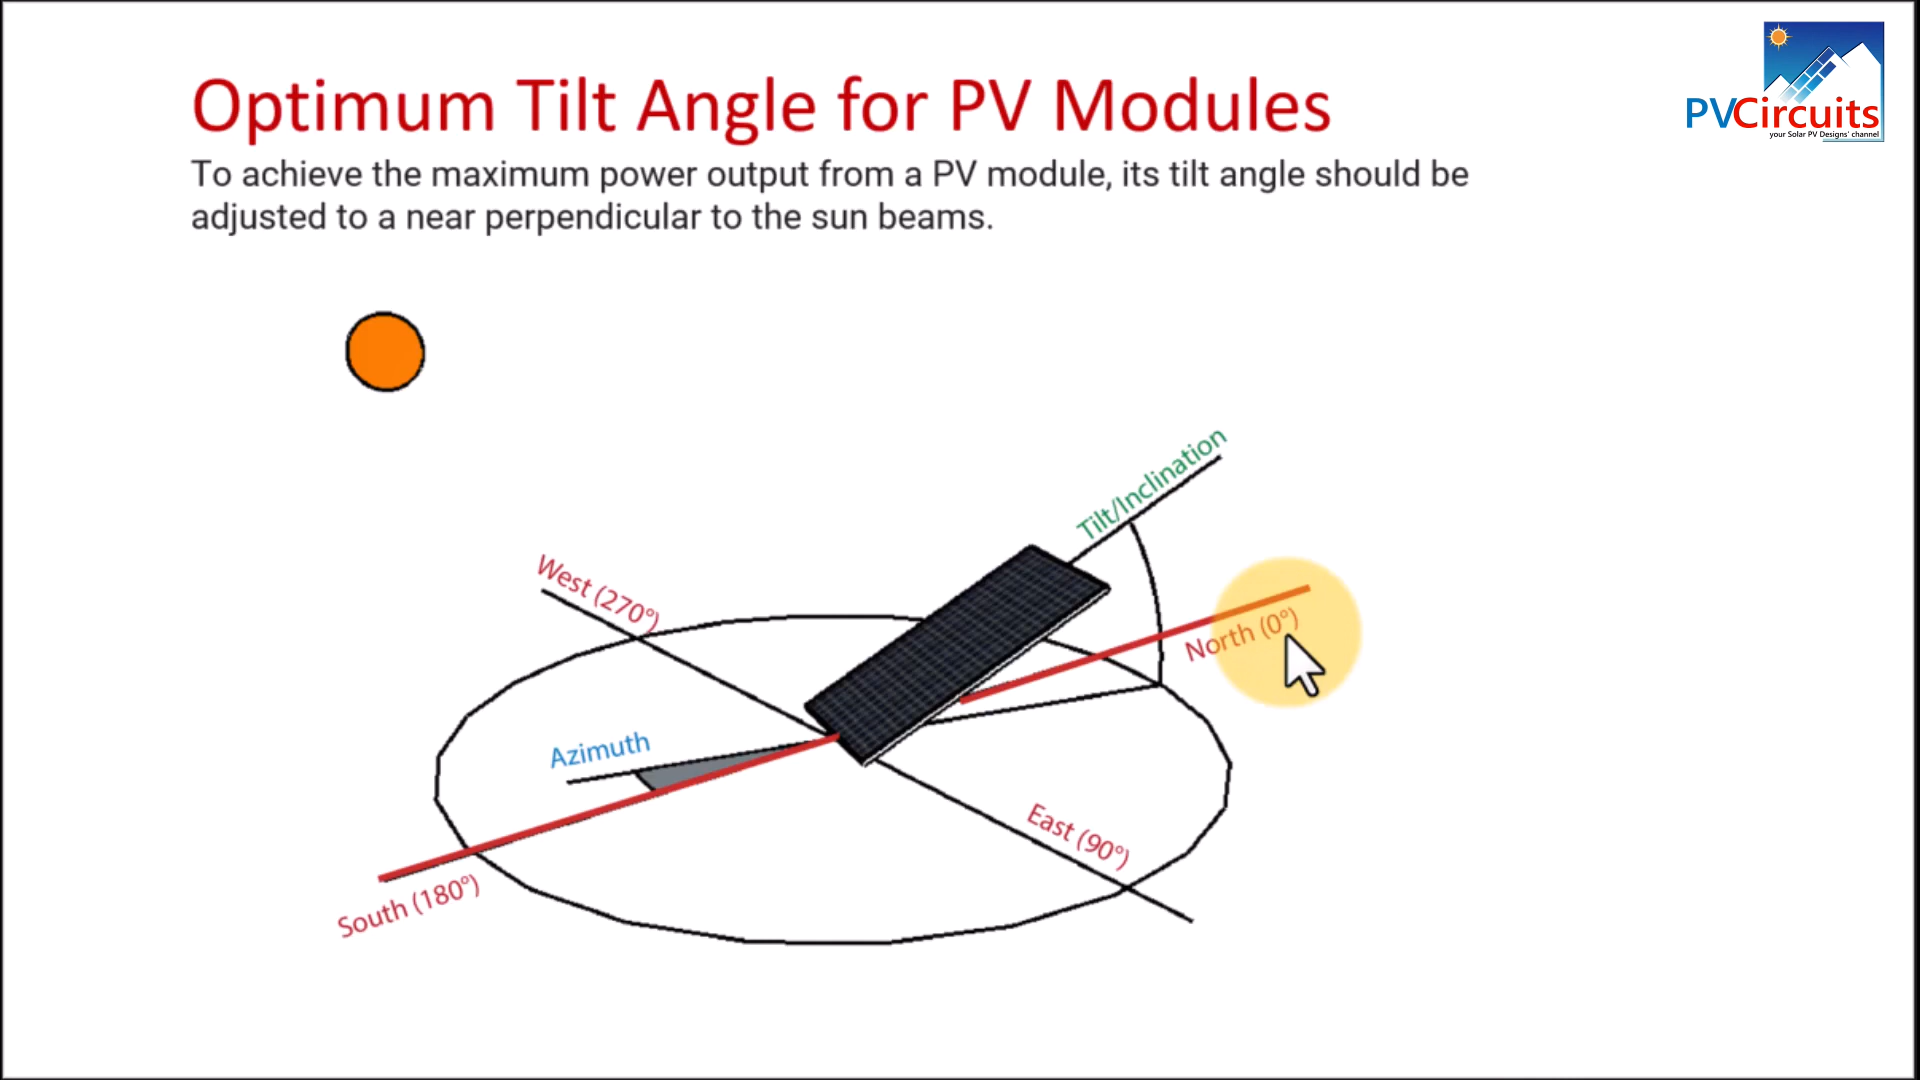 Optimum Tilt Angle for PV Modules
To achieve the maximum power output from a PV module, its tilt angle should be
adjusted to a near perpendicular to the sun beams.
PVCircuits
your Solar PV Designs' channel
Tilt/Inclination
West (270°)
North (0°)
Azimuth
East (90°)
South (180°)